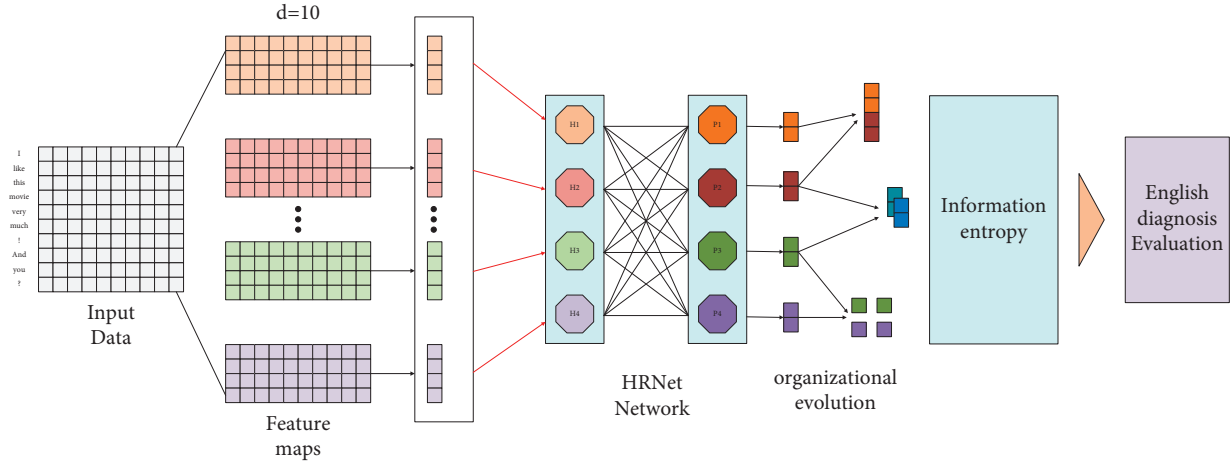 d=10
I
like
this
movie
very
much
!
And
you
?
Input
Data
Feature
maps
H1
H2
H3
H4
P1
P2
P3
P4
HRNet
Network
organizational
evolution
Information
entropy
English
diagnosis
Evaluation